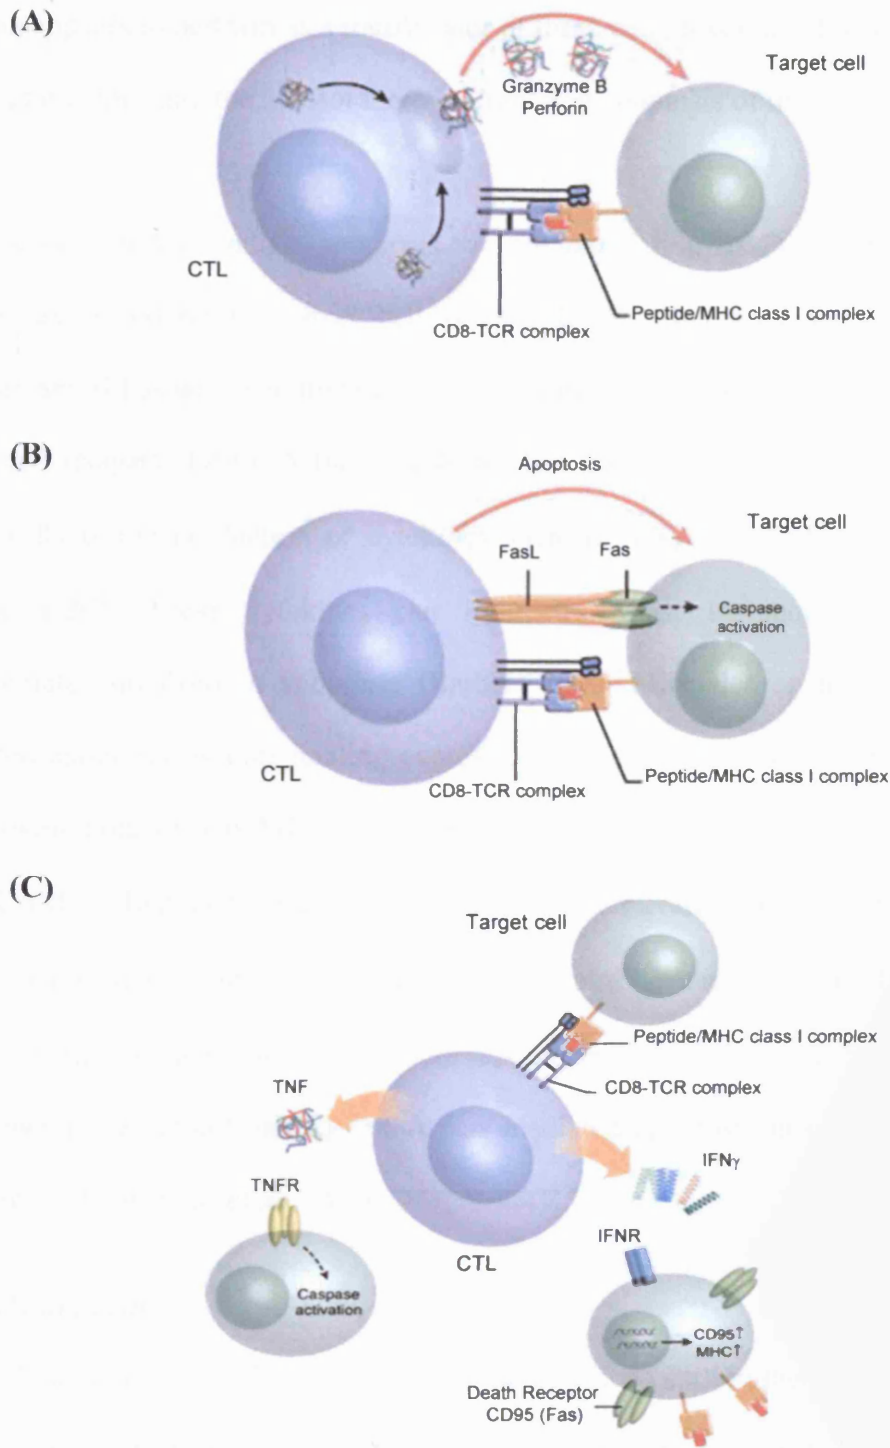 (A)
Target cell
Granzyme B
Perforin
CTL
Peptide/MHC class I complex
CD8-TCR complex
(B)
Apoptosis
Target cell
FasL
Fas
Caspase
activation
CTL
CD8-TCR complex
Peptide/MHC class I complex
(C)
Target cell
Peptide/MHC class I complex
CD8-TCR complex
TNF
IFNγ
TNFR
IFNR
CTL
Caspase
activation
CD95↑
MHC↑
Death Receptor
CD95 (Fas)